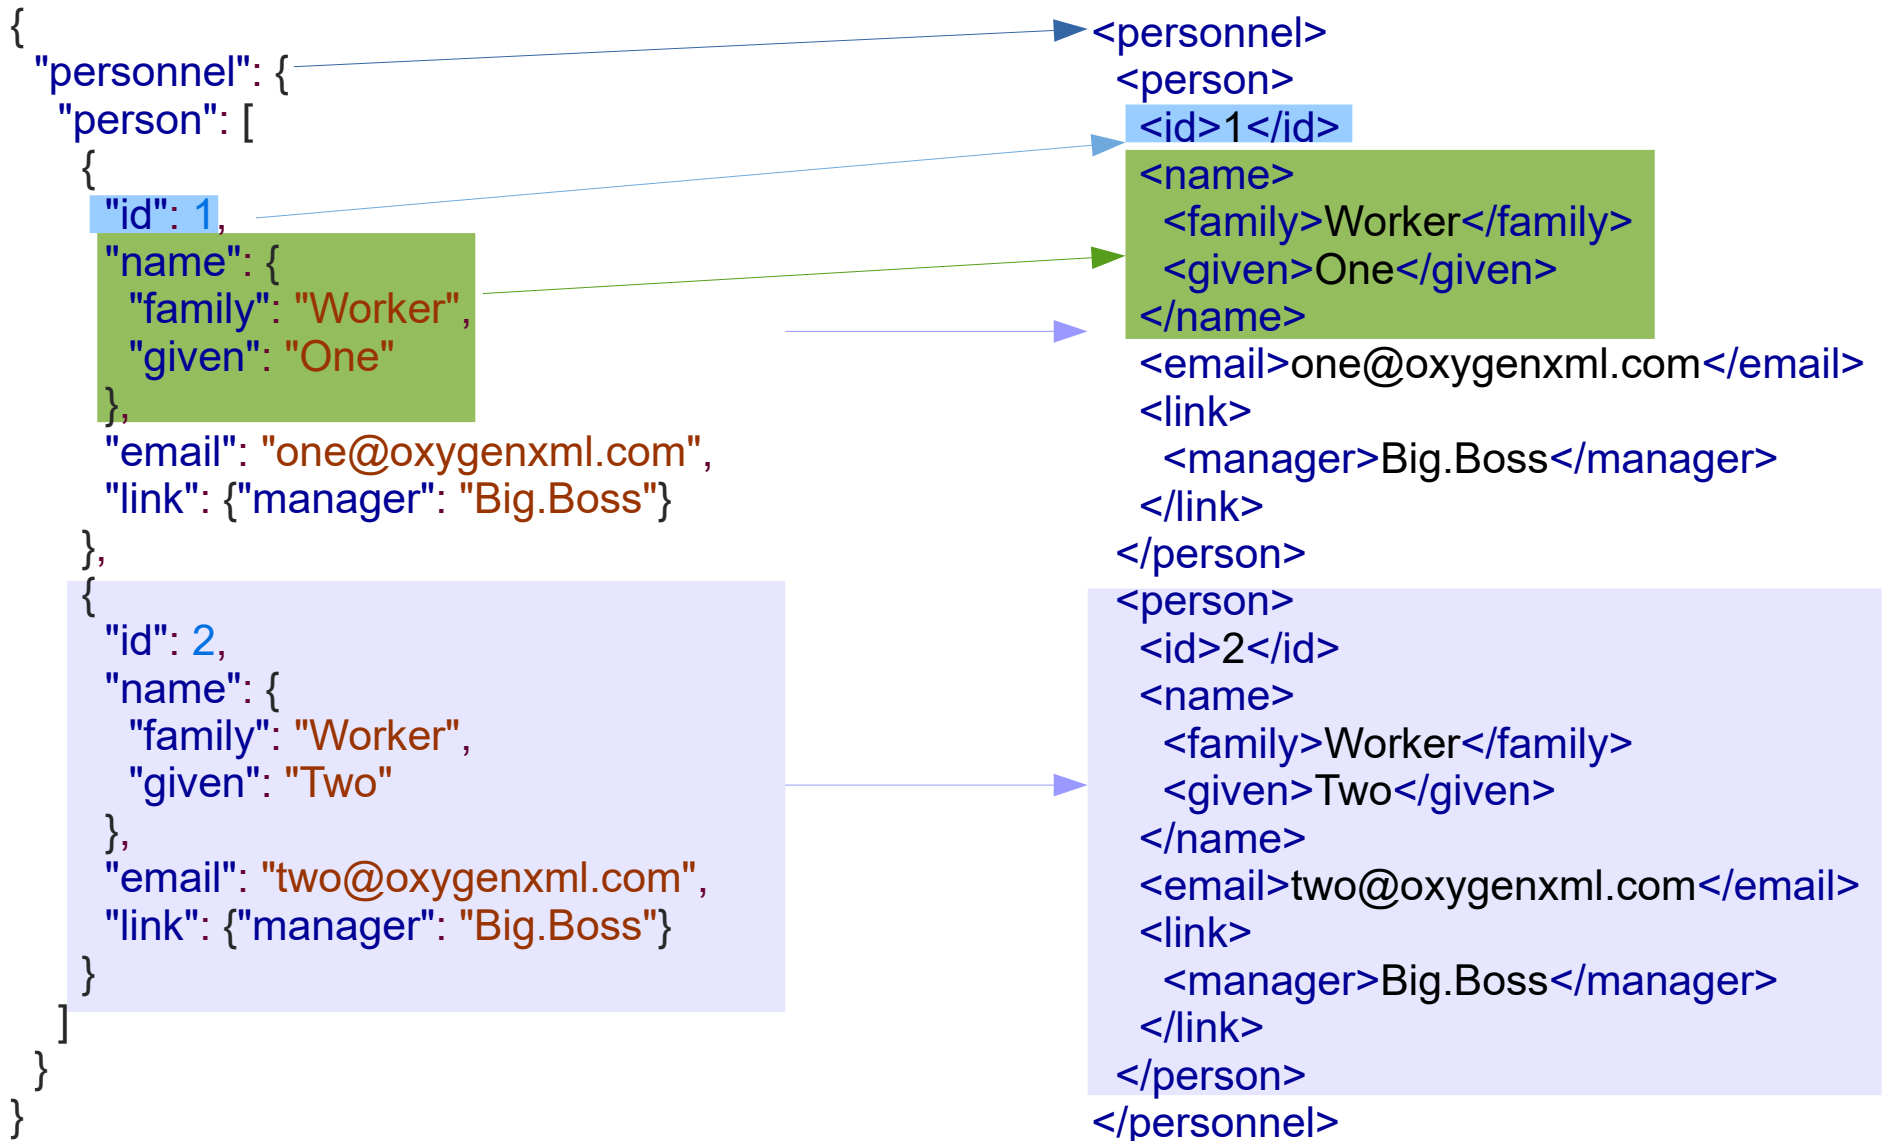 {
"personnel": {
"person": [
{
"id": 1,
"name": {
"family": "Worker",
"given": "One"
},
"email": "one@oxygenxml.com",
"link": {"manager": "Big.Boss"}
},
{
"id": 2,
"name": {
"family": "Worker",
"given": "Two"
},
"email": "two@oxygenxml.com",
"link": {"manager": "Big.Boss"}
}
]
}
}
<personnel>
<person>
<id>1</id>
<name>
<family>Worker</family>
<given>One</given>
</name>
<email>one@oxygenxml.com</email>
<link>
<manager>Big.Boss</manager>
</link>
</person>
<person>
<id>2</id>
<name>
<family>Worker</family>
<given>Two</given>
</name>
<email>two@oxygenxml.com</email>
<link>
<manager>Big.Boss</manager>
</link>
</person>
</personnel>